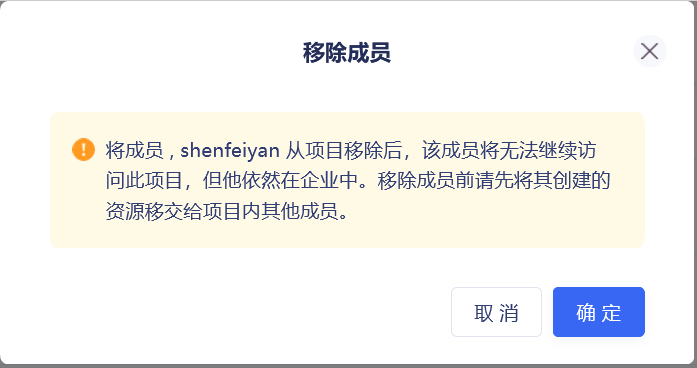 移除成员
将成员 , shenfeiyan 从项目移除后，该成员将无法继续访
问此项目，但他依然在企业中。移除成员前请先将其创建的
资源移交给项目内其他成员。
取 消
确 定